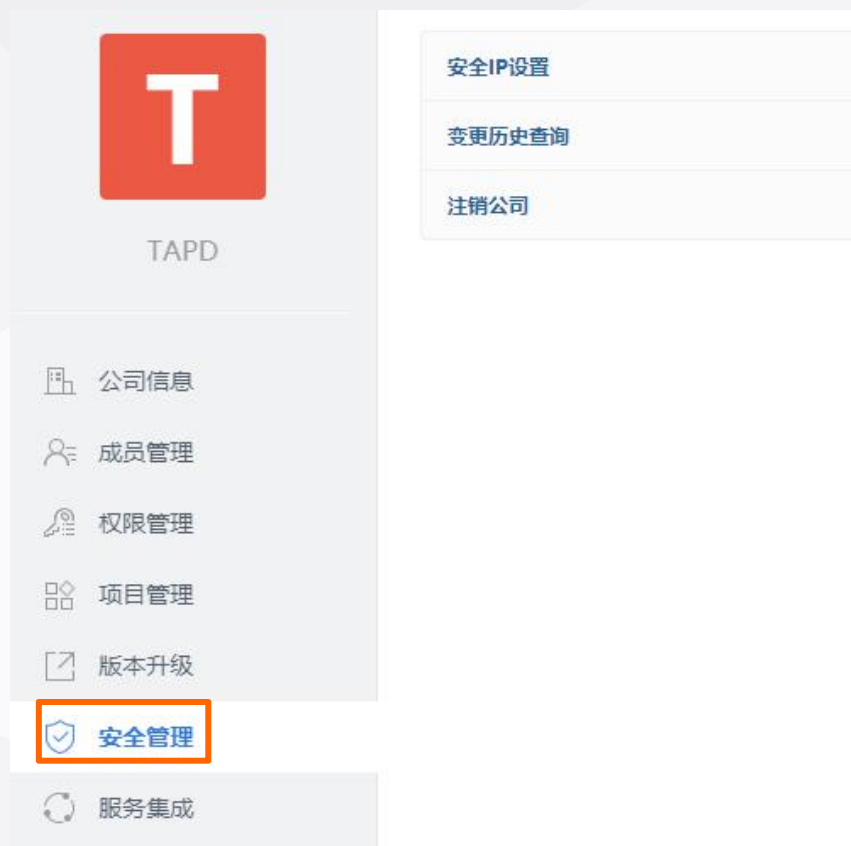 T
TAPD
公司信息
成员管理
权限管理
项目管理
版本升级
安全管理
服务集成
安全IP设置
变更历史查询
注销公司